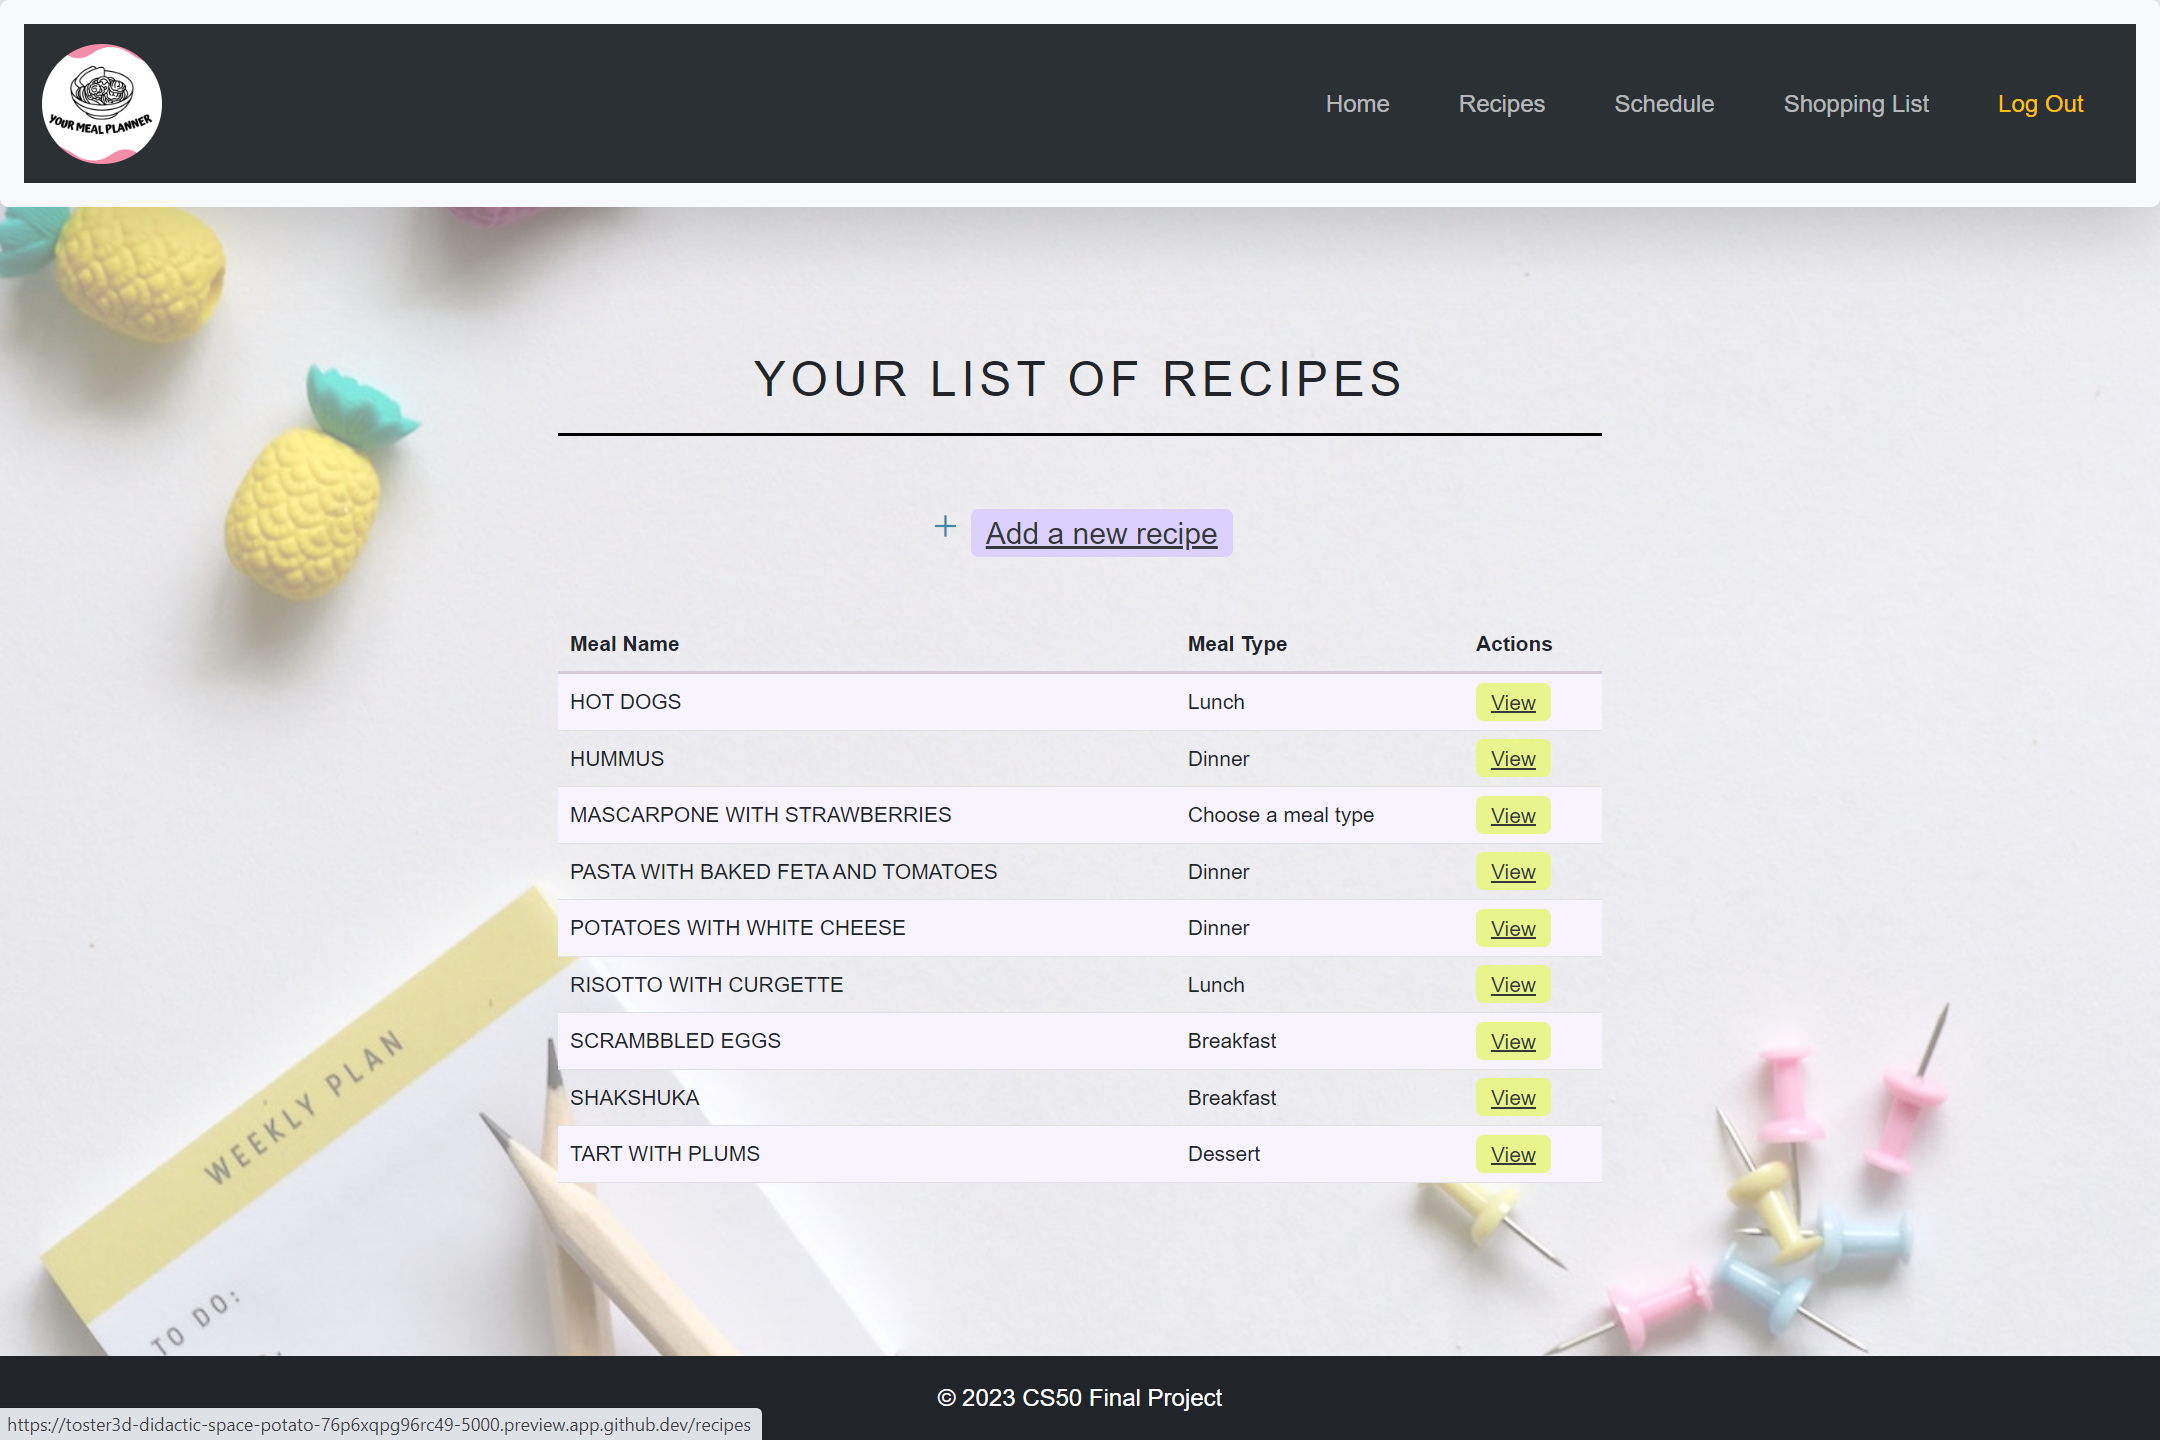 YOUR MEAL PLANNER
Home Recipes Schedule Shopping List Log Out
YOUR LIST OF RECIPES
Add a new recipe
Meal Name Meal Type Actions
HOT DOGS Lunch View
HUMMUS Dinner View
MASCARPONE WITH STRAWBERRIES Choose a meal type View
PASTA WITH BAKED FETA AND TOMATOES Dinner View
POTATOES WITH WHITE CHEESE Dinner View
RISOTTO WITH CURGETTE Lunch View
SCRAMBBLED EGGS Breakfast View
SHAKSHUKA Breakfast View
TART WITH PLUMS Dessert View
WEEKLY PLAN
TO DO:
© 2023 CS50 Final Project
https://toster3d-didactic-space-potato-76p6xqpg96rc49-5000.preview.app.github.dev/recipes